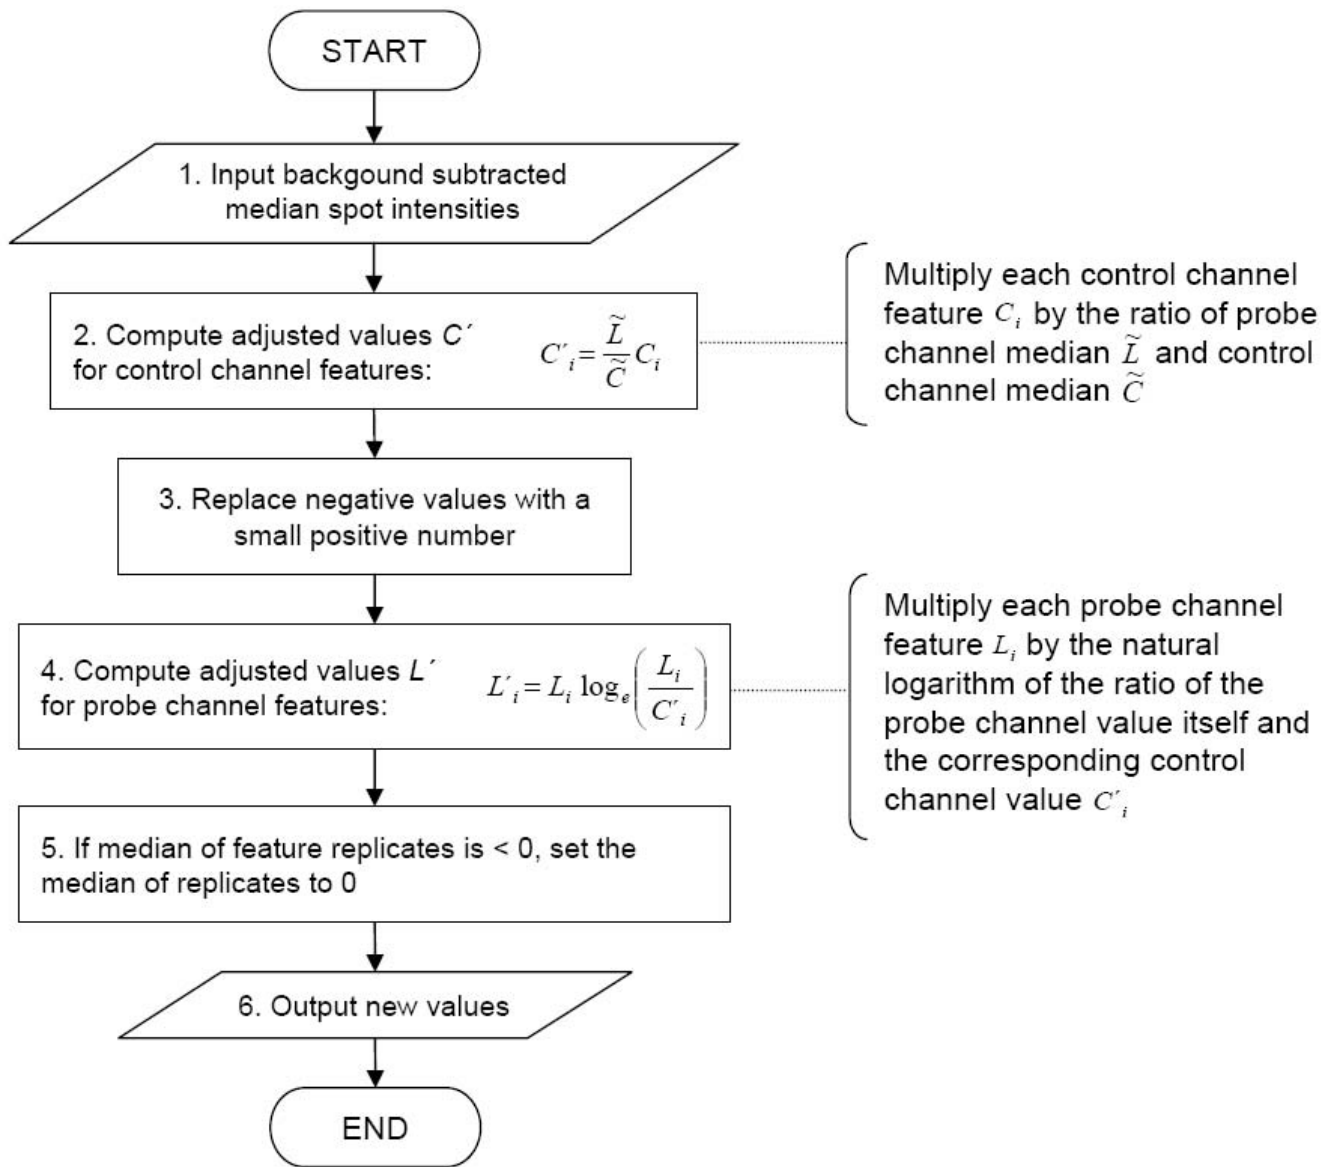 START
1. Input backgound subtracted
median spot intensities
2. Compute adjusted values C´
for control channel features:
C´ᵢ = L̃/C̃ Cᵢ
Multiply each control channel
feature Cᵢ by the ratio of probe
channel median L̃ and control
channel median C̃
3. Replace negative values with a
small positive number
4. Compute adjusted values L´
for probe channel features:
L´ᵢ = Lᵢ logₑ(Lᵢ/C´ᵢ)
Multiply each probe channel
feature Lᵢ by the natural
logarithm of the ratio of the
probe channel value itself and
the corresponding control
channel value C´ᵢ
5. If median of feature replicates is < 0, set the
median of replicates to 0
6. Output new values
END